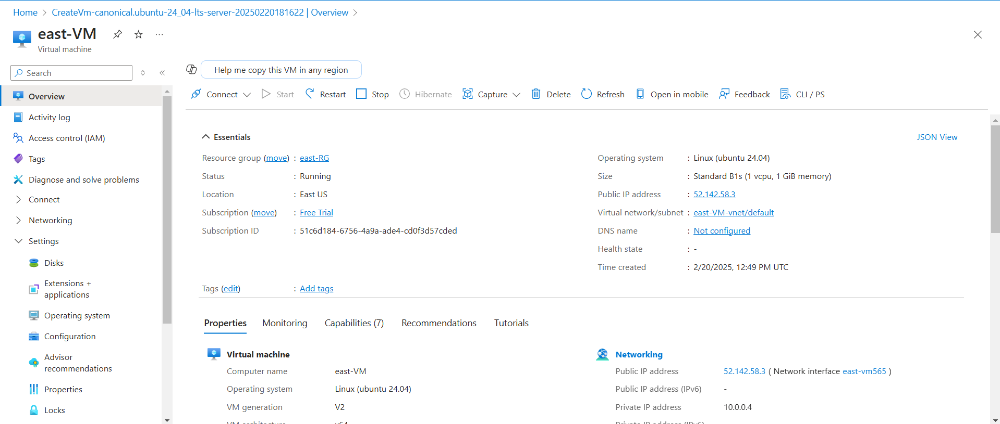 Home > CreateVm-canonical.ubuntu-24_04-lts-server-20250220181622 | Overview >
east-VM
Virtual machine
Search
Overview
Activity log
Access control (IAM)
Tags
Diagnose and solve problems
Connect
Networking
Settings
Disks
Extensions +
applications
Operating system
Configuration
Advisor
recommendations
Properties
Locks
Help me copy this VM in any region
Connect Start Restart Stop Hibernate Capture Delete Refresh Open in mobile Feedback CLI / PS
Essentials JSON View
Resource group (move) : east-RG
Status : Running
Location : East US
Subscription (move) : Free Trial
Subscription ID : 51c6d184-6756-4a9a-ade4-cd0f3d57cded
Operating system : Linux (ubuntu 24.04)
Size : Standard B1s (1 vcpu, 1 GiB memory)
Public IP address : 52.142.58.3
Virtual network/subnet : east-VM-vnet/default
DNS name : Not configured
Health state : -
Time created : 2/20/2025, 12:49 PM UTC
Tags (edit) : Add tags
Properties Monitoring Capabilities (7) Recommendations Tutorials
Virtual machine
Computer name east-VM
Operating system Linux (ubuntu 24.04)
VM generation V2
VM architecture x64
Networking
Public IP address 52.142.58.3 ( Network interface east-vm565 )
Public IP address (IPv6) -
Private IP address 10.0.0.4
Private IP address (IPv6)